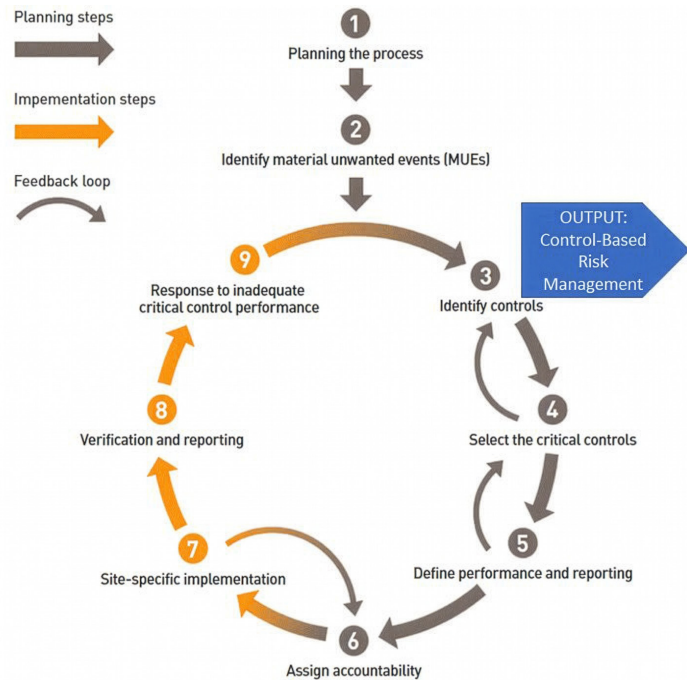 Planning steps
Impementation steps
Feedback loop
1
Planning the process
2
Identify material unwanted events (MUEs)
OUTPUT:
Control-Based
Risk
Management
3
Identify controls
4
Select the critical controls
5
Define performance and reporting
6
Assign accountability
7
Site-specific implementation
8
Verification and reporting
9
Response to inadequate
critical control performance